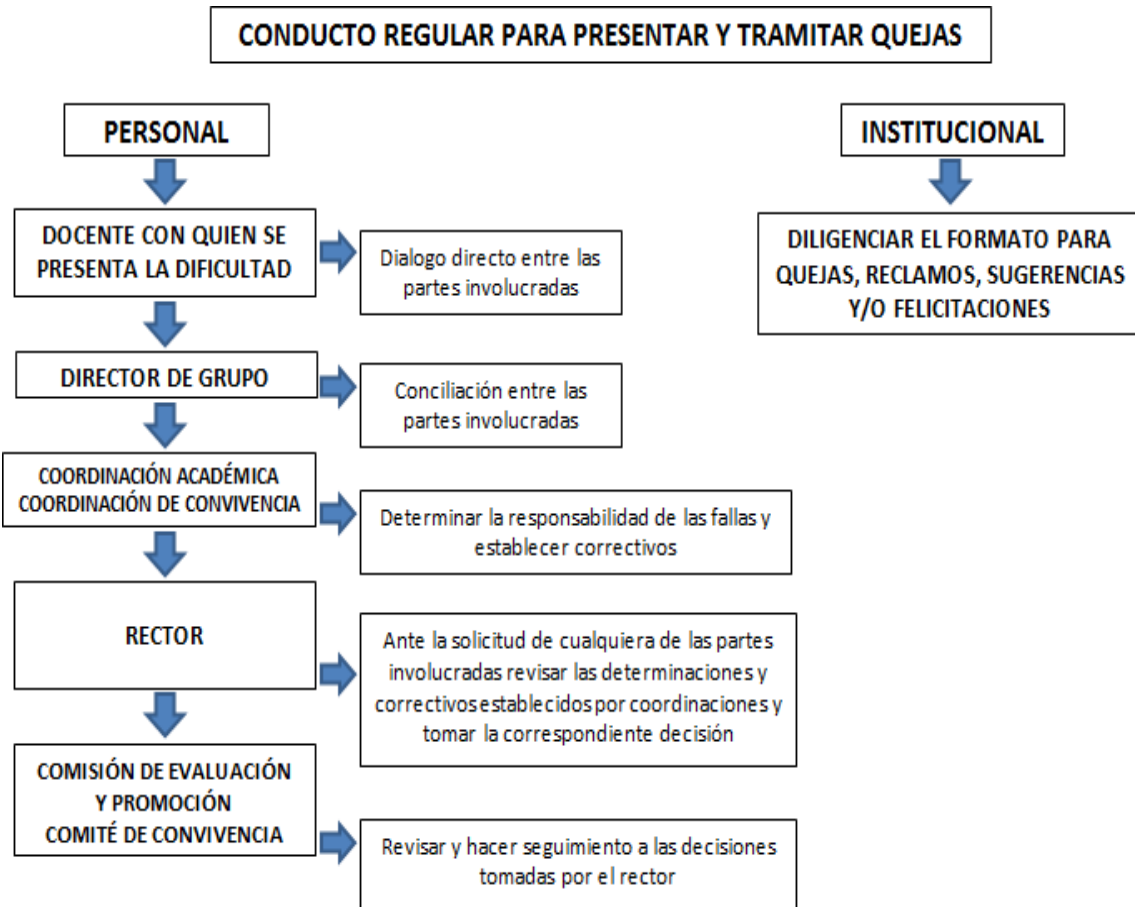 CONDUCTO REGULAR PARA PRESENTAR Y TRAMITAR QUEJAS
PERSONAL
DOCENTE CON QUIEN SE
PRESENTA LA DIFICULTAD
Dialogo directo entre las
partes involucradas
DIRECTOR DE GRUPO
Conciliación entre las
partes involucradas
COORDINACIÓN ACADÉMICA
COORDINACIÓN DE CONVIVENCIA
Determinar la responsabilidad de las fallas y
establecer correctivos
RECTOR
Ante la solicitud de cualquiera de las partes
involucradas revisar las determinaciones y
correctivos establecidos por coordinaciones y
tomar la correspondiente decisión
COMISIÓN DE EVALUACIÓN
Y PROMOCIÓN
COMITÉ DE CONVIVENCIA
Revisar y hacer seguimiento a las decisiones
tomadas por el rector
INSTITUCIONAL
DILIGENCIAR EL FORMATO PARA
QUEJAS, RECLAMOS, SUGERENCIAS
Y/O FELICITACIONES